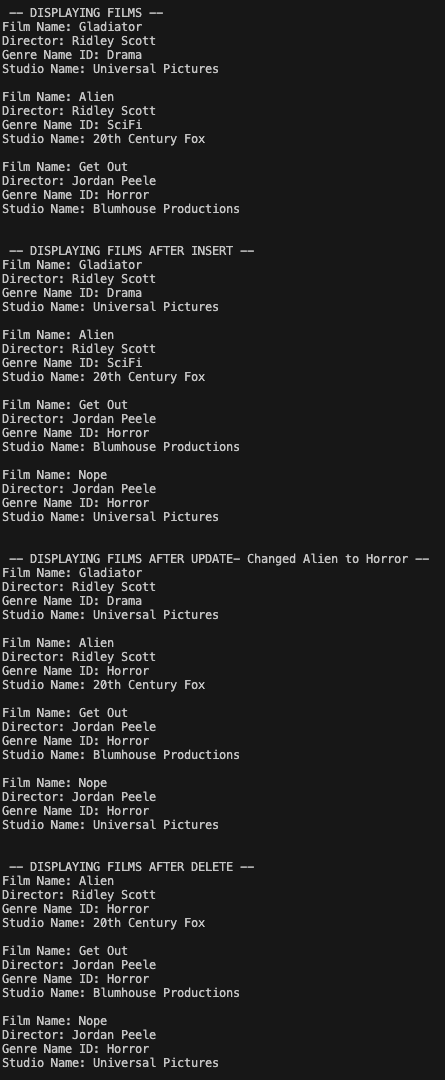 -- DISPLAYING FILMS --
Film Name: Gladiator
Director: Ridley Scott
Genre Name ID: Drama
Studio Name: Universal Pictures

Film Name: Alien
Director: Ridley Scott
Genre Name ID: SciFi
Studio Name: 20th Century Fox

Film Name: Get Out
Director: Jordan Peele
Genre Name ID: Horror
Studio Name: Blumhouse Productions


-- DISPLAYING FILMS AFTER INSERT --
Film Name: Gladiator
Director: Ridley Scott
Genre Name ID: Drama
Studio Name: Universal Pictures

Film Name: Alien
Director: Ridley Scott
Genre Name ID: SciFi
Studio Name: 20th Century Fox

Film Name: Get Out
Director: Jordan Peele
Genre Name ID: Horror
Studio Name: Blumhouse Productions

Film Name: Nope
Director: Jordan Peele
Genre Name ID: Horror
Studio Name: Universal Pictures


-- DISPLAYING FILMS AFTER UPDATE- Changed Alien to Horror --
Film Name: Gladiator
Director: Ridley Scott
Genre Name ID: Drama
Studio Name: Universal Pictures

Film Name: Alien
Director: Ridley Scott
Genre Name ID: Horror
Studio Name: 20th Century Fox

Film Name: Get Out
Director: Jordan Peele
Genre Name ID: Horror
Studio Name: Blumhouse Productions

Film Name: Nope
Director: Jordan Peele
Genre Name ID: Horror
Studio Name: Universal Pictures


-- DISPLAYING FILMS AFTER DELETE --
Film Name: Alien
Director: Ridley Scott
Genre Name ID: Horror
Studio Name: 20th Century Fox

Film Name: Get Out
Director: Jordan Peele
Genre Name ID: Horror
Studio Name: Blumhouse Productions

Film Name: Nope
Director: Jordan Peele
Genre Name ID: Horror
Studio Name: Universal Pictures